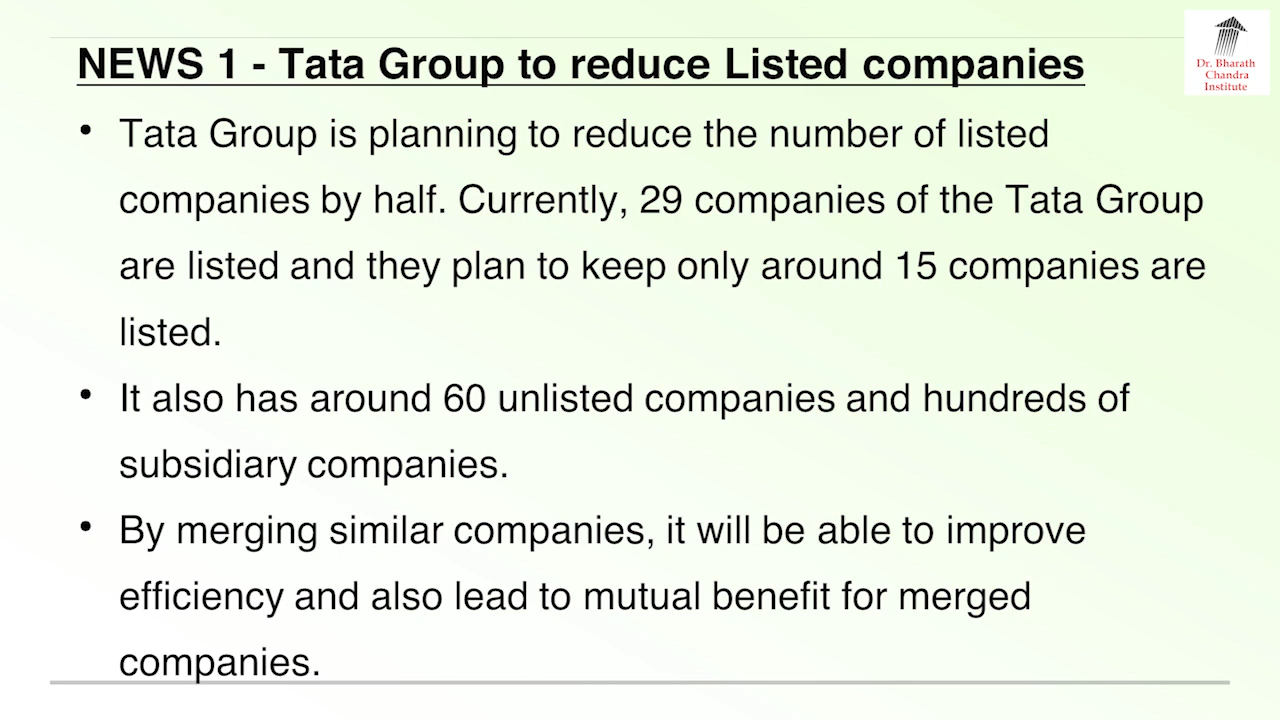 NEWS 1 - Tata Group to reduce Listed companies
Dr. Bharath
Chandra
Institute
• Tata Group is planning to reduce the number of listed
companies by half. Currently, 29 companies of the Tata Group
are listed and they plan to keep only around 15 companies are
listed.
• It also has around 60 unlisted companies and hundreds of
subsidiary companies.
• By merging similar companies, it will be able to improve
efficiency and also lead to mutual benefit for merged
companies.